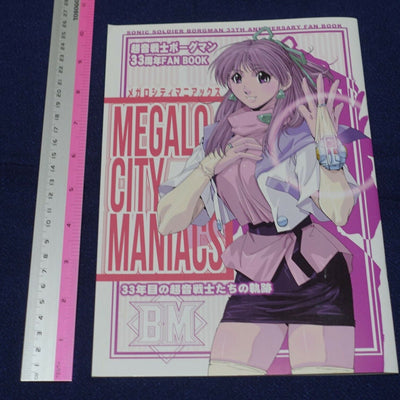 SONIC SOLDIER BORGMAN 33TH ANNIVERSARY FAN BOOK
超音戦士ボーグマン
33周年FAN BOOK
メガロシティマニアックス
MEGALO
CITY
MANIACS
33年目の超音戦士たちの軌跡
BM